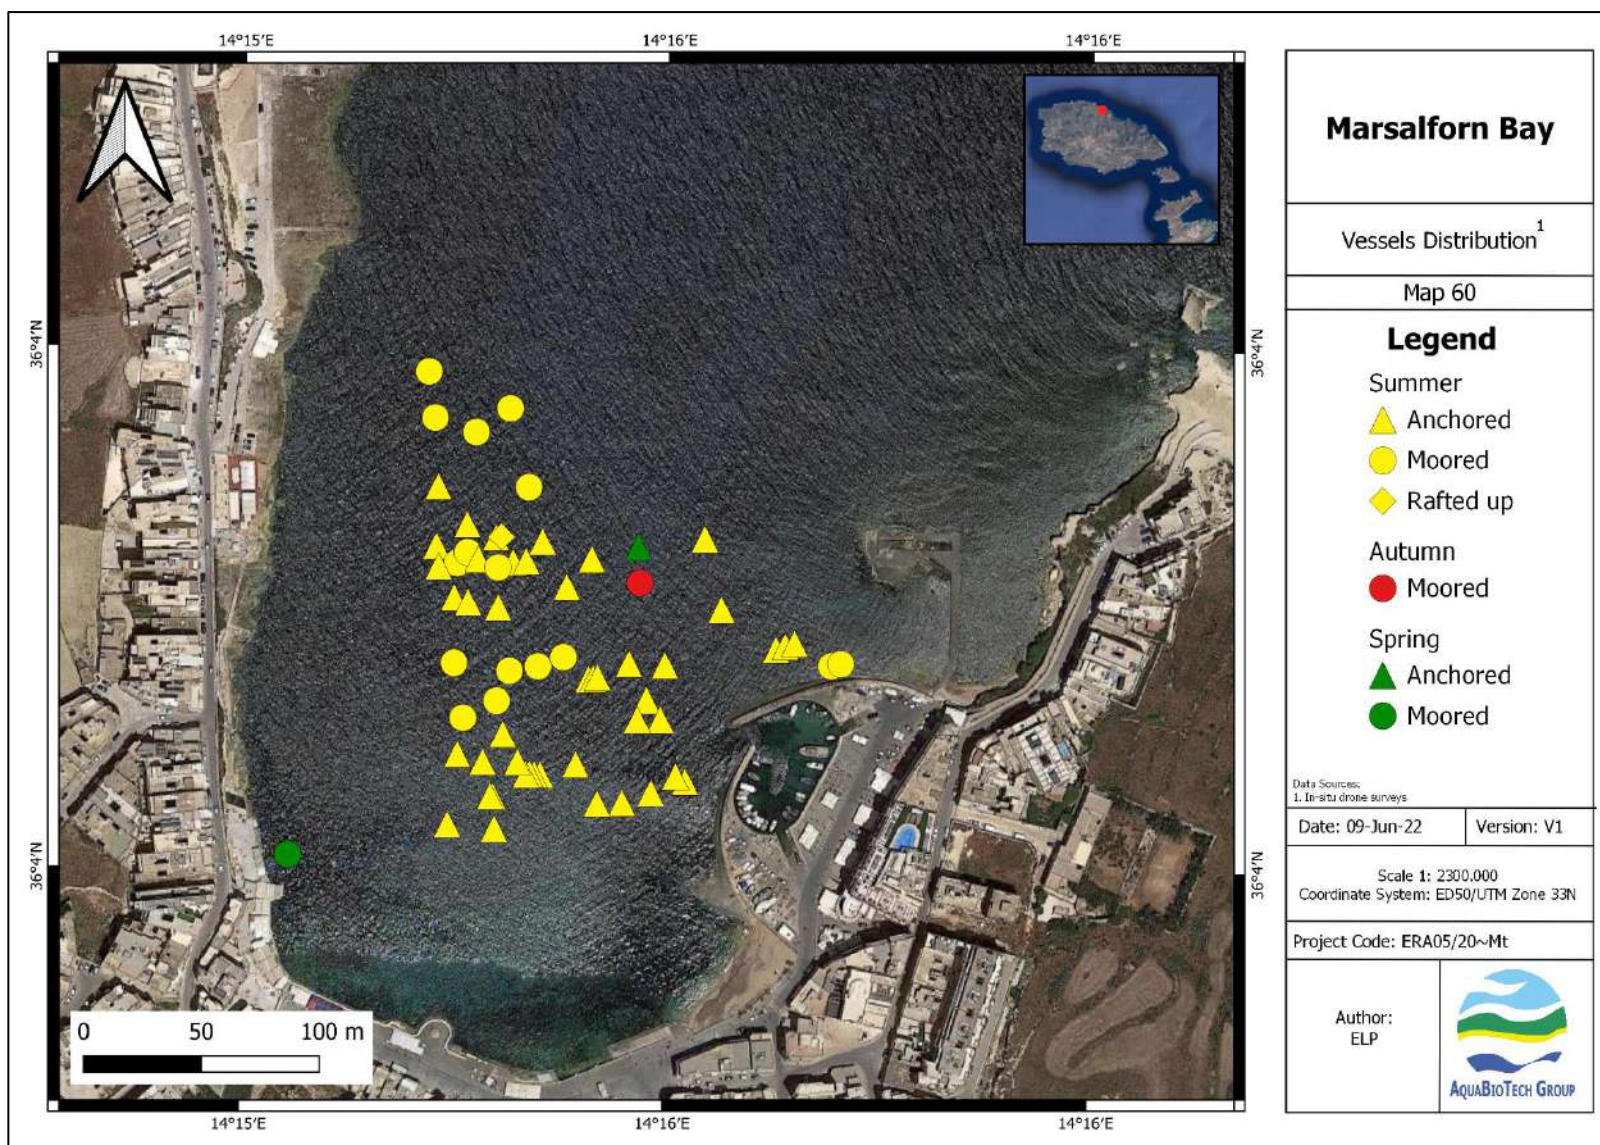 14°15'E 14°16'E 14°16'E
36°4'N 36°4'N
36°4'N 36°4'N
0 50 100 m
14°15'E 14°16'E 14°16'E
Marsalforn Bay
Vessels Distribution1
Map 60
Legend
Summer
Anchored
Moored
Rafted up
Autumn
Moored
Spring
Anchored
Moored
Data Sources:
1. In-situ drone surveys
Date: 09-Jun-22 Version: V1
Scale 1: 2300.000
Coordinate System: ED50/UTM Zone 33N
Project Code: ERA05/20~Mt
Author:
ELP
AQUABIOTECH GROUP